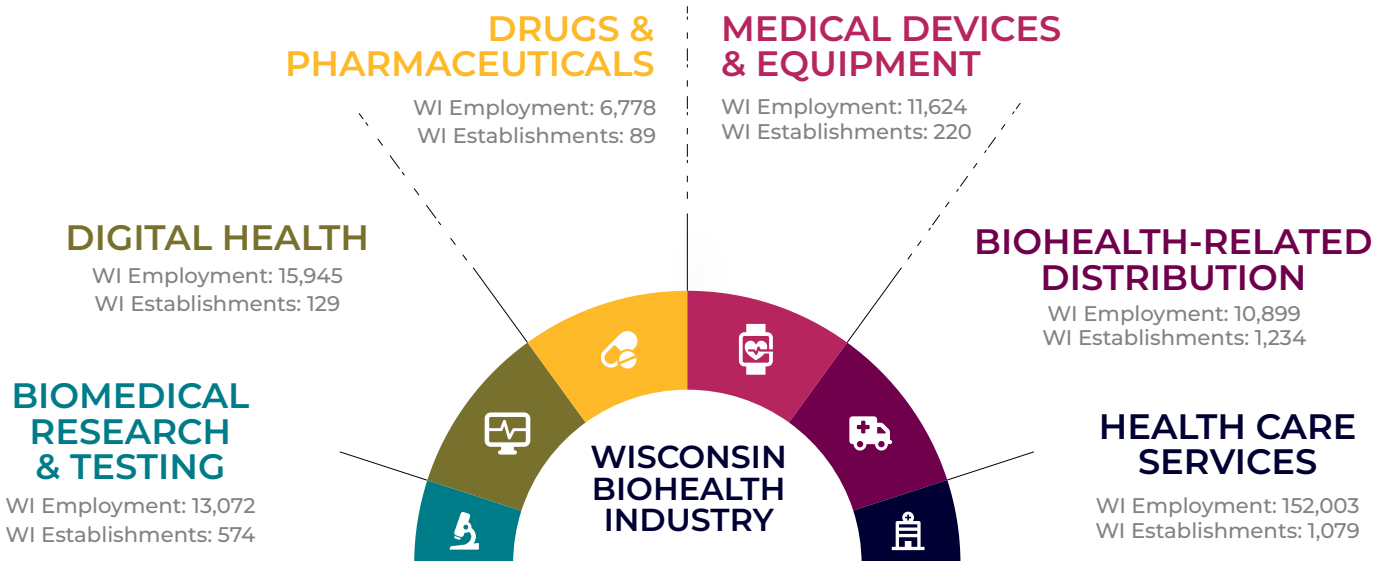 DRUGS &
PHARMACEUTICALS
WI Employment: 6,778
WI Establishments: 89
MEDICAL DEVICES
& EQUIPMENT
WI Employment: 11,624
WI Establishments: 220
DIGITAL HEALTH
WI Employment: 15,945
WI Establishments: 129
BIOHEALTH-RELATED
DISTRIBUTION
WI Employment: 10,899
WI Establishments: 1,234
BIOMEDICAL
RESEARCH
& TESTING
WI Employment: 13,072
WI Establishments: 574
WISCONSIN
BIOHEALTH
INDUSTRY
HEALTH CARE
SERVICES
WI Employment: 152,003
WI Establishments: 1,079